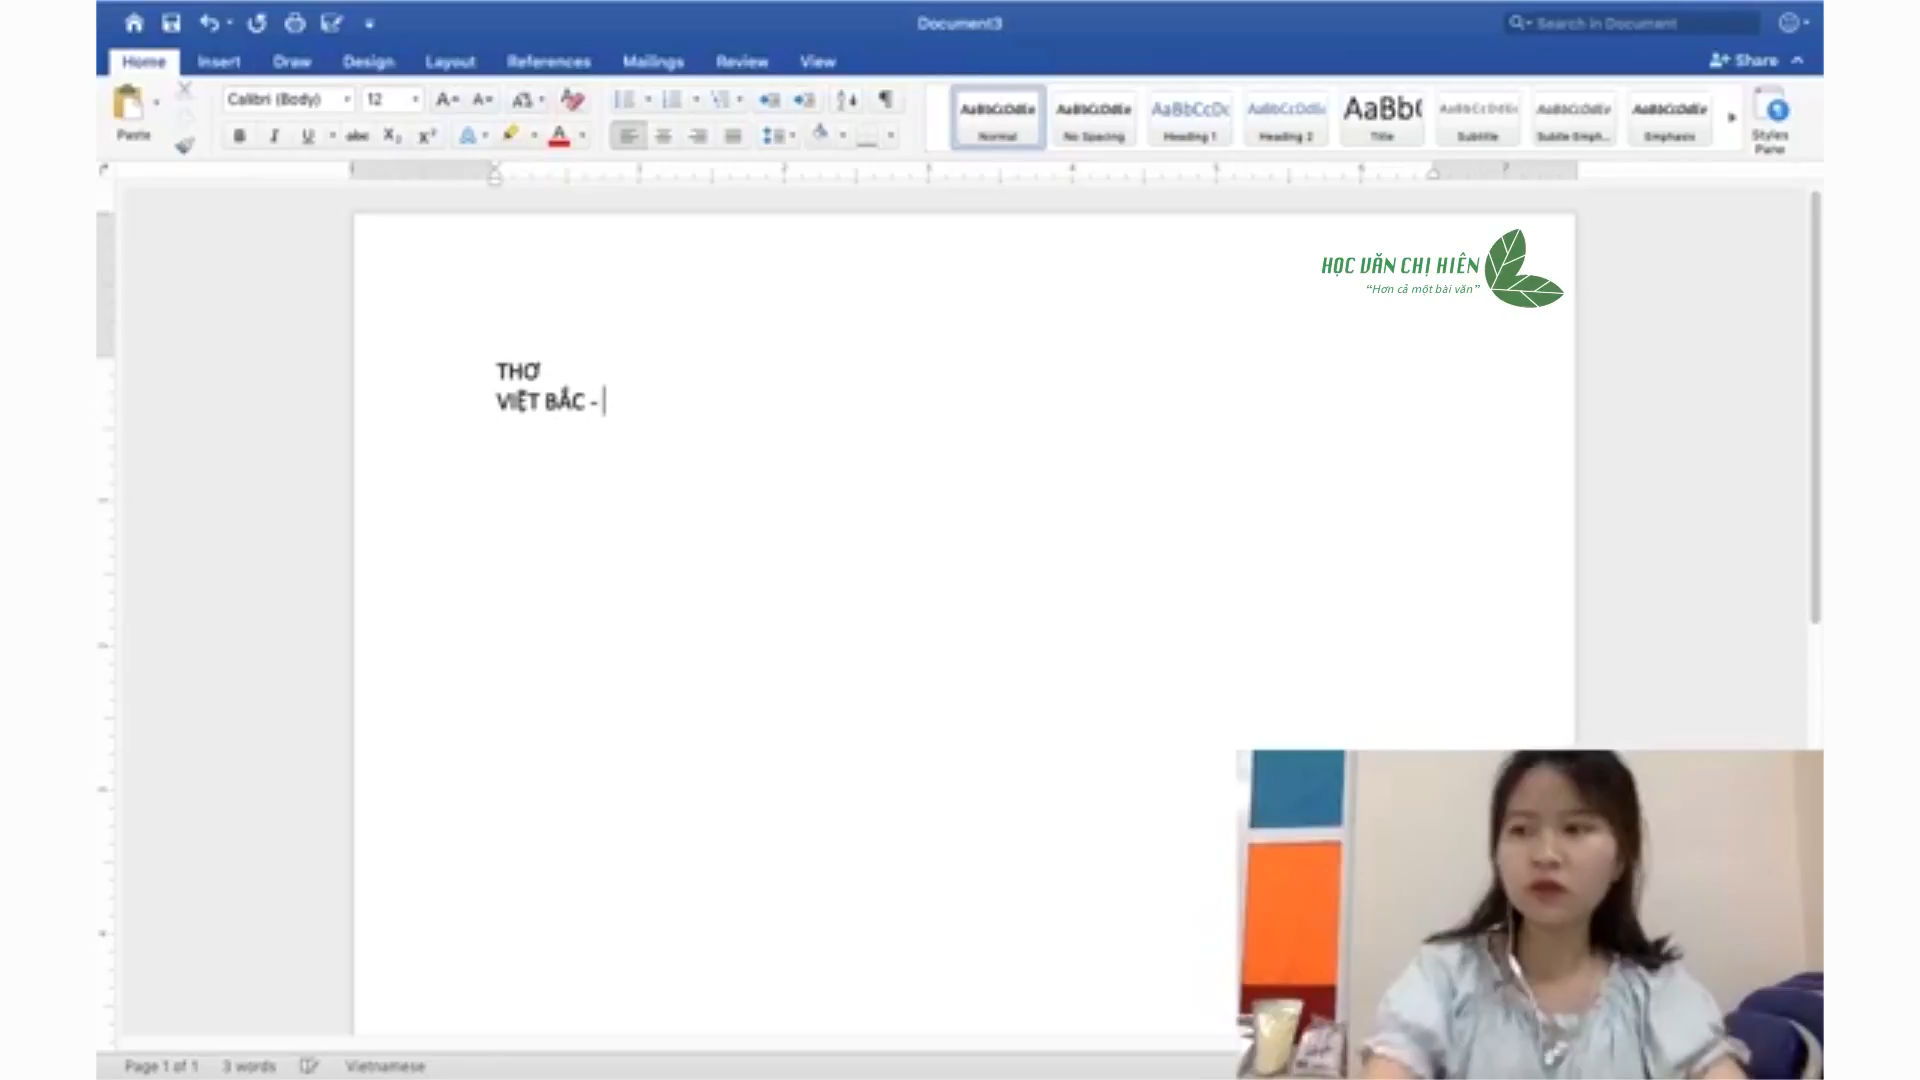 Document3
Search in Document
Home Insert Draw Design Layout References Mailings Review View
Share
Paste
Calibri (Body) 12
AaBbCcDdEe AaBbCcDdEe AaBbCcDc AaBbCcDdEe AaBb( AaBbCcDdEe AaBbCcDdEe AaBbCcDdEe
Normal No Spacing Heading 1 Heading 2 Title Subtitle Subtle Emph... Emphasis
Styles
Pane
HỌC VĂN CHỊ HIÊN
“Hơn cả một bài văn”
THƠ
VIỆT BẮC -
Page 1 of 1 3 words Vietnamese